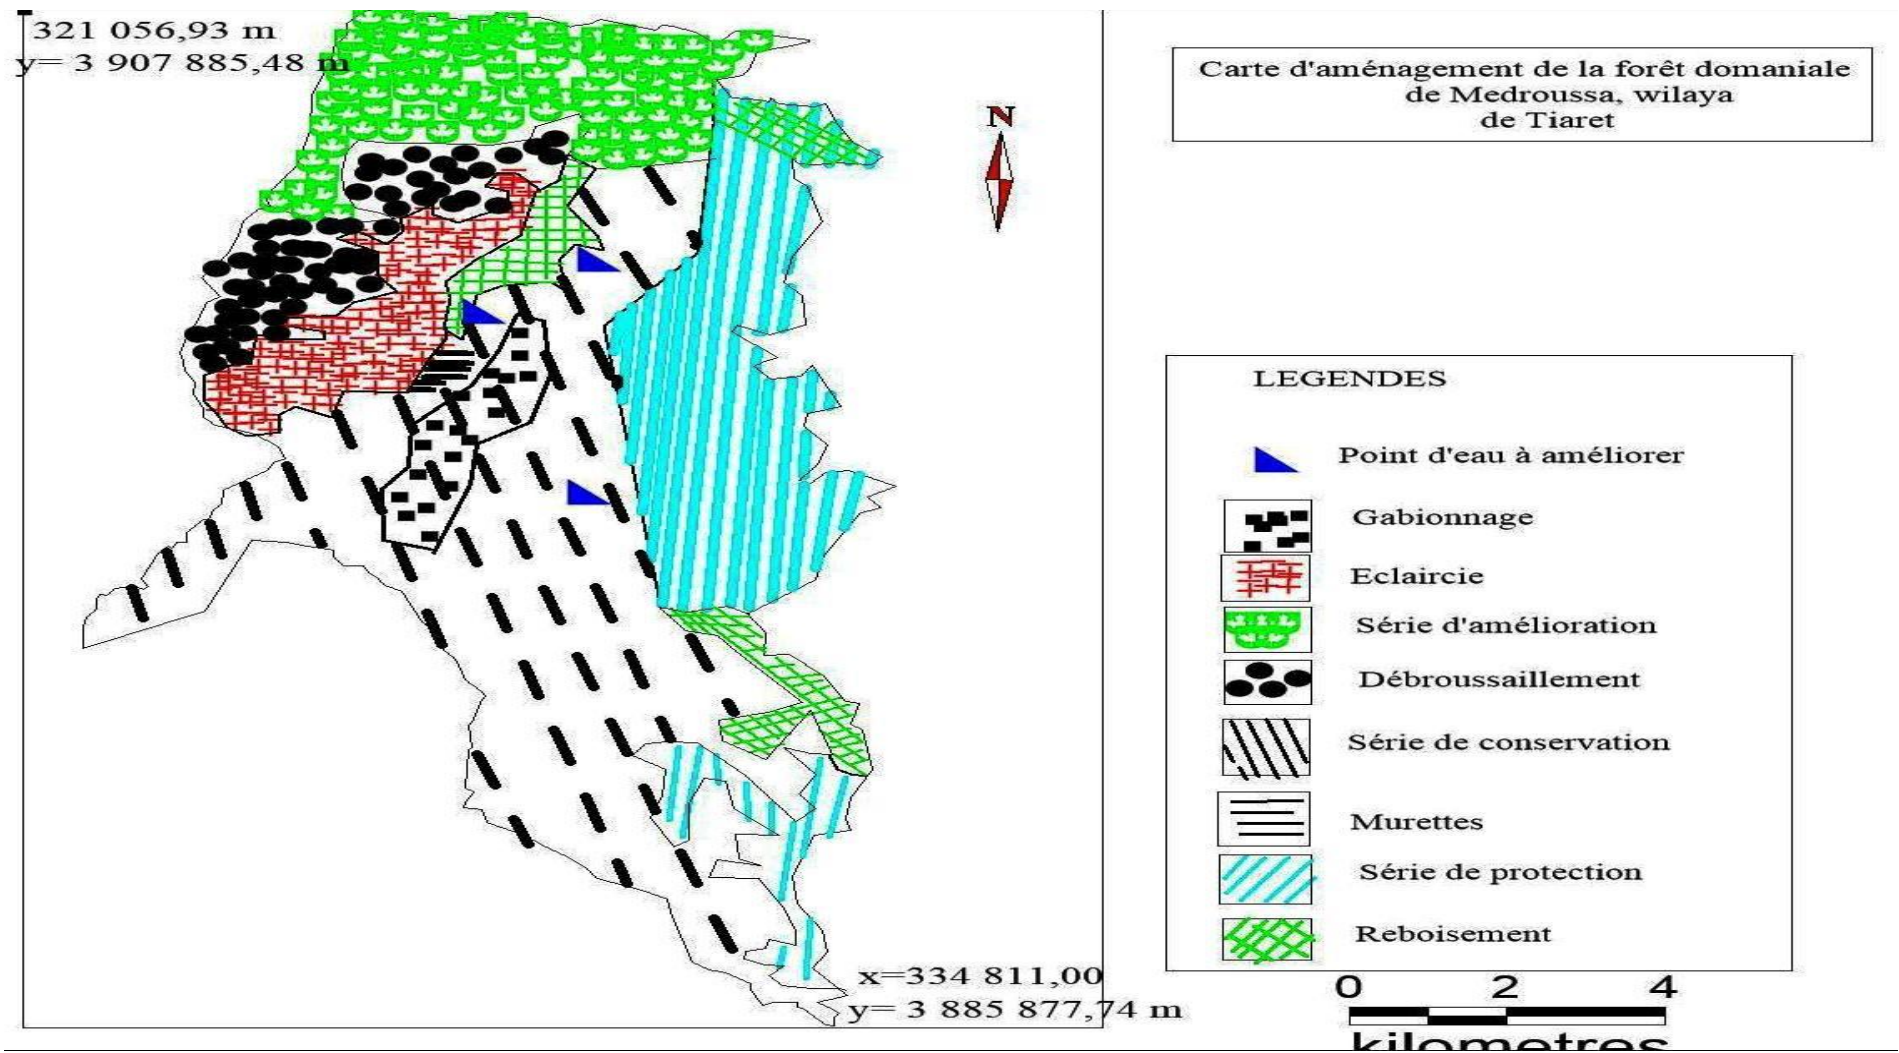 321 056,93 m
y= 3 907 885,48 m
Carte d'aménagement de la forêt domaniale
de Medroussa, wilaya
de Tiaret
N
LEGENDES
Point d'eau à améliorer
Gabionnage
Eclaircie
Série d'amélioration
Débroussaillement
Série de conservation
Murettes
Série de protection
Reboisement
x=334 811,00
y= 3 885 877,74 m
0 2 4
kilometres